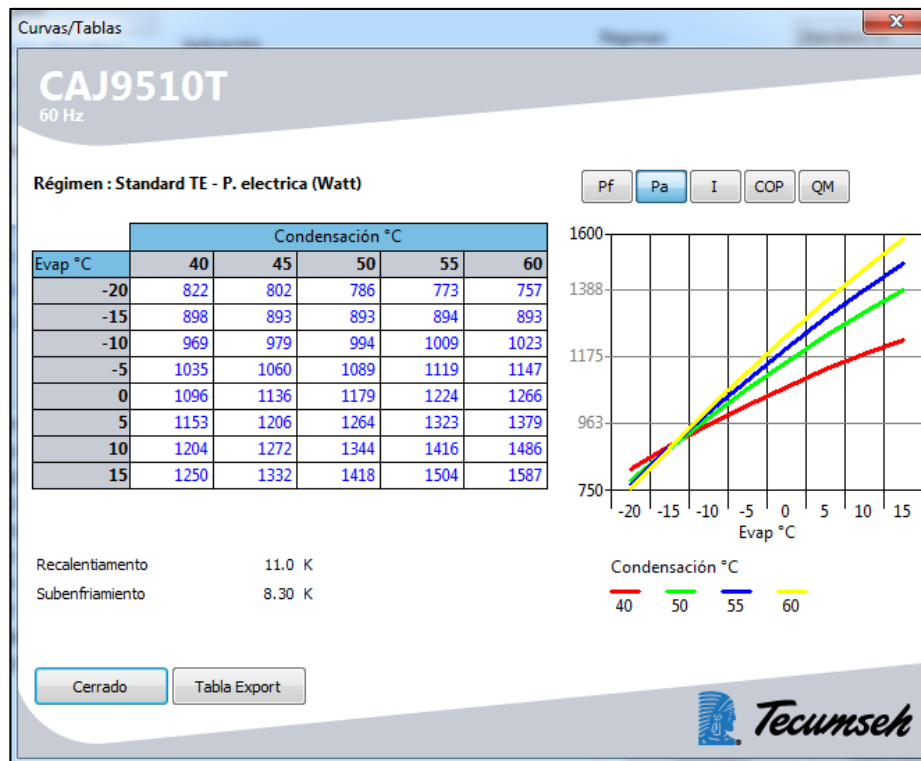 Curvas/Tablas
CAJ9510T
60 Hz
Régimen : Standard TE - P. electrica (Watt)
Pf Pa I COP QM
Condensación °C
Evap °C 40 45 50 55 60
-20 822 802 786 773 757
-15 898 893 893 894 893
-10 969 979 994 1009 1023
-5 1035 1060 1089 1119 1147
0 1096 1136 1179 1224 1266
5 1153 1206 1264 1323 1379
10 1204 1272 1344 1416 1486
15 1250 1332 1418 1504 1587
1600
1388
1175
963
750
-20 -15 -10 -5 0 5 10 15
Evap °C
Recalentiamento 11.0 K
Subenfriamiento 8.30 K
Condensación °C
40 50 55 60
Cerrado Tabla Export
Tecumseh